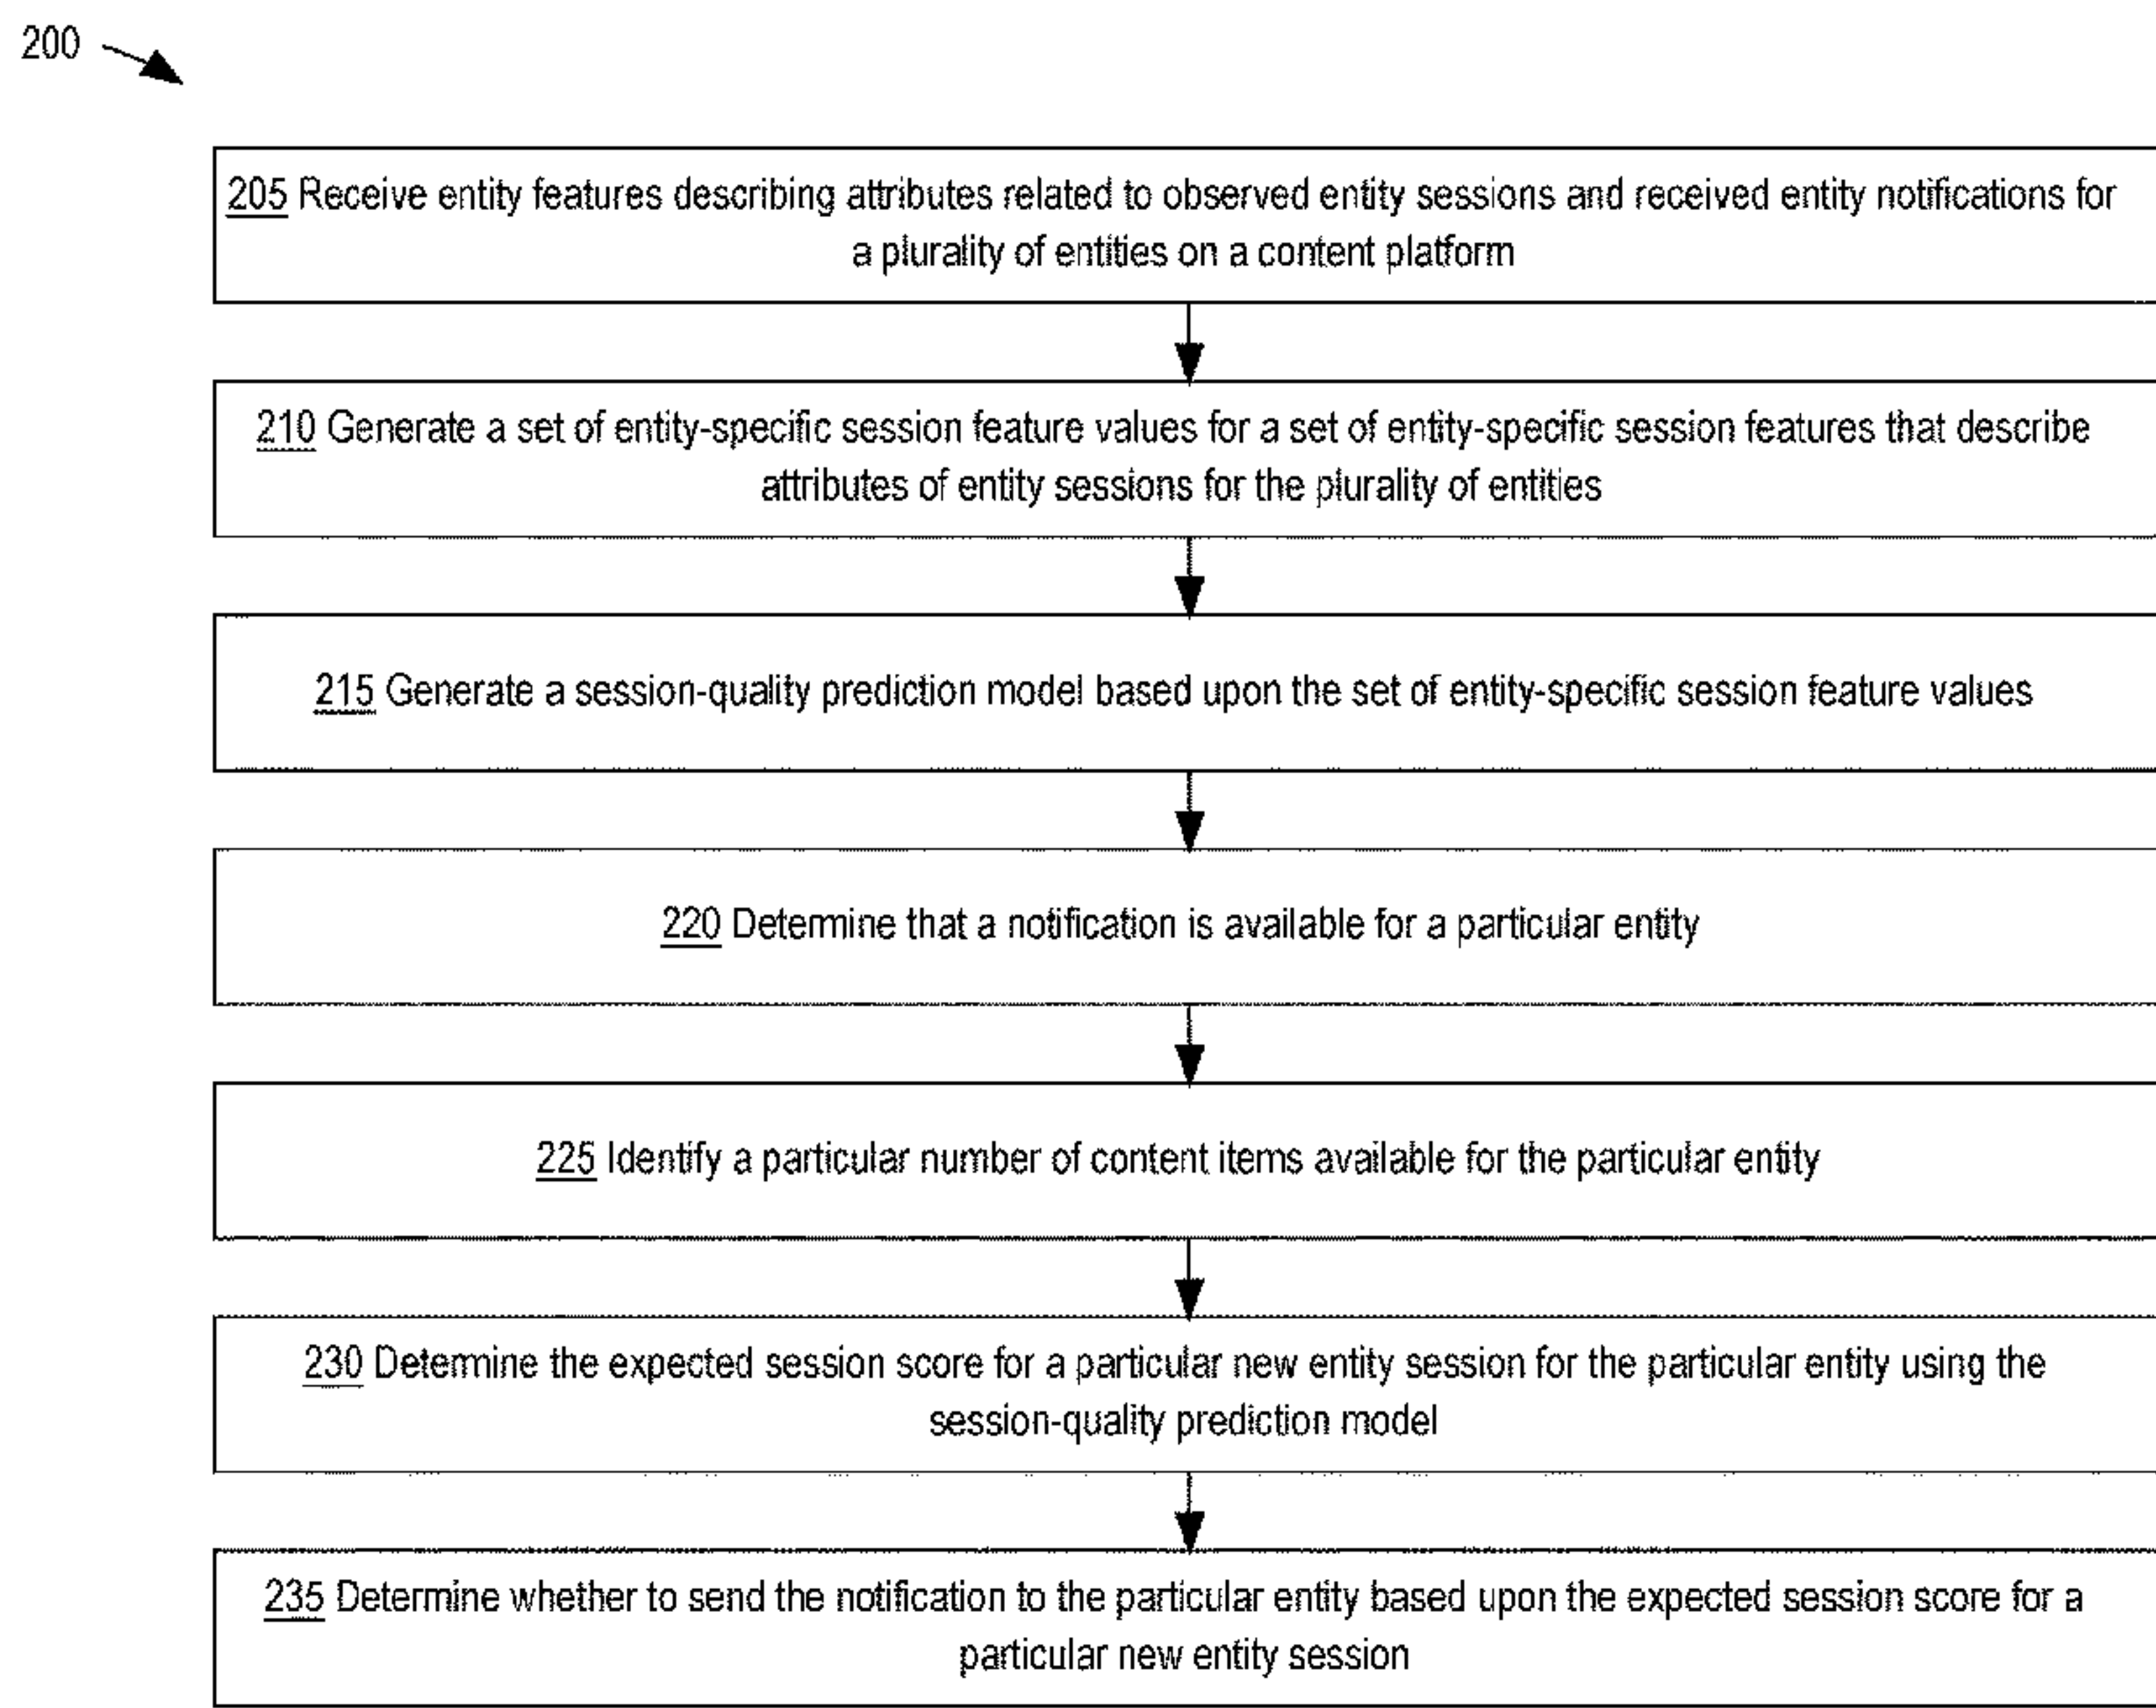 200
205 Receive entity features describing attributes related to observed entity sessions and received entity notifications for
a plurality of entities on a content platform
210 Generate a set of entity-specific session feature values for a set of entity-specific session features that describe
attributes of entity sessions for the plurality of entities
215 Generate a session-quality prediction model based upon the set of entity-specific session feature values
220 Determine that a notification is available for a particular entity
225 Identify a particular number of content items available for the particular entity
230 Determine the expected session score for a particular new entity session for the particular entity using the
session-quality prediction model
235 Determine whether to send the notification to the particular entity based upon the expected session score for a
particular new entity session